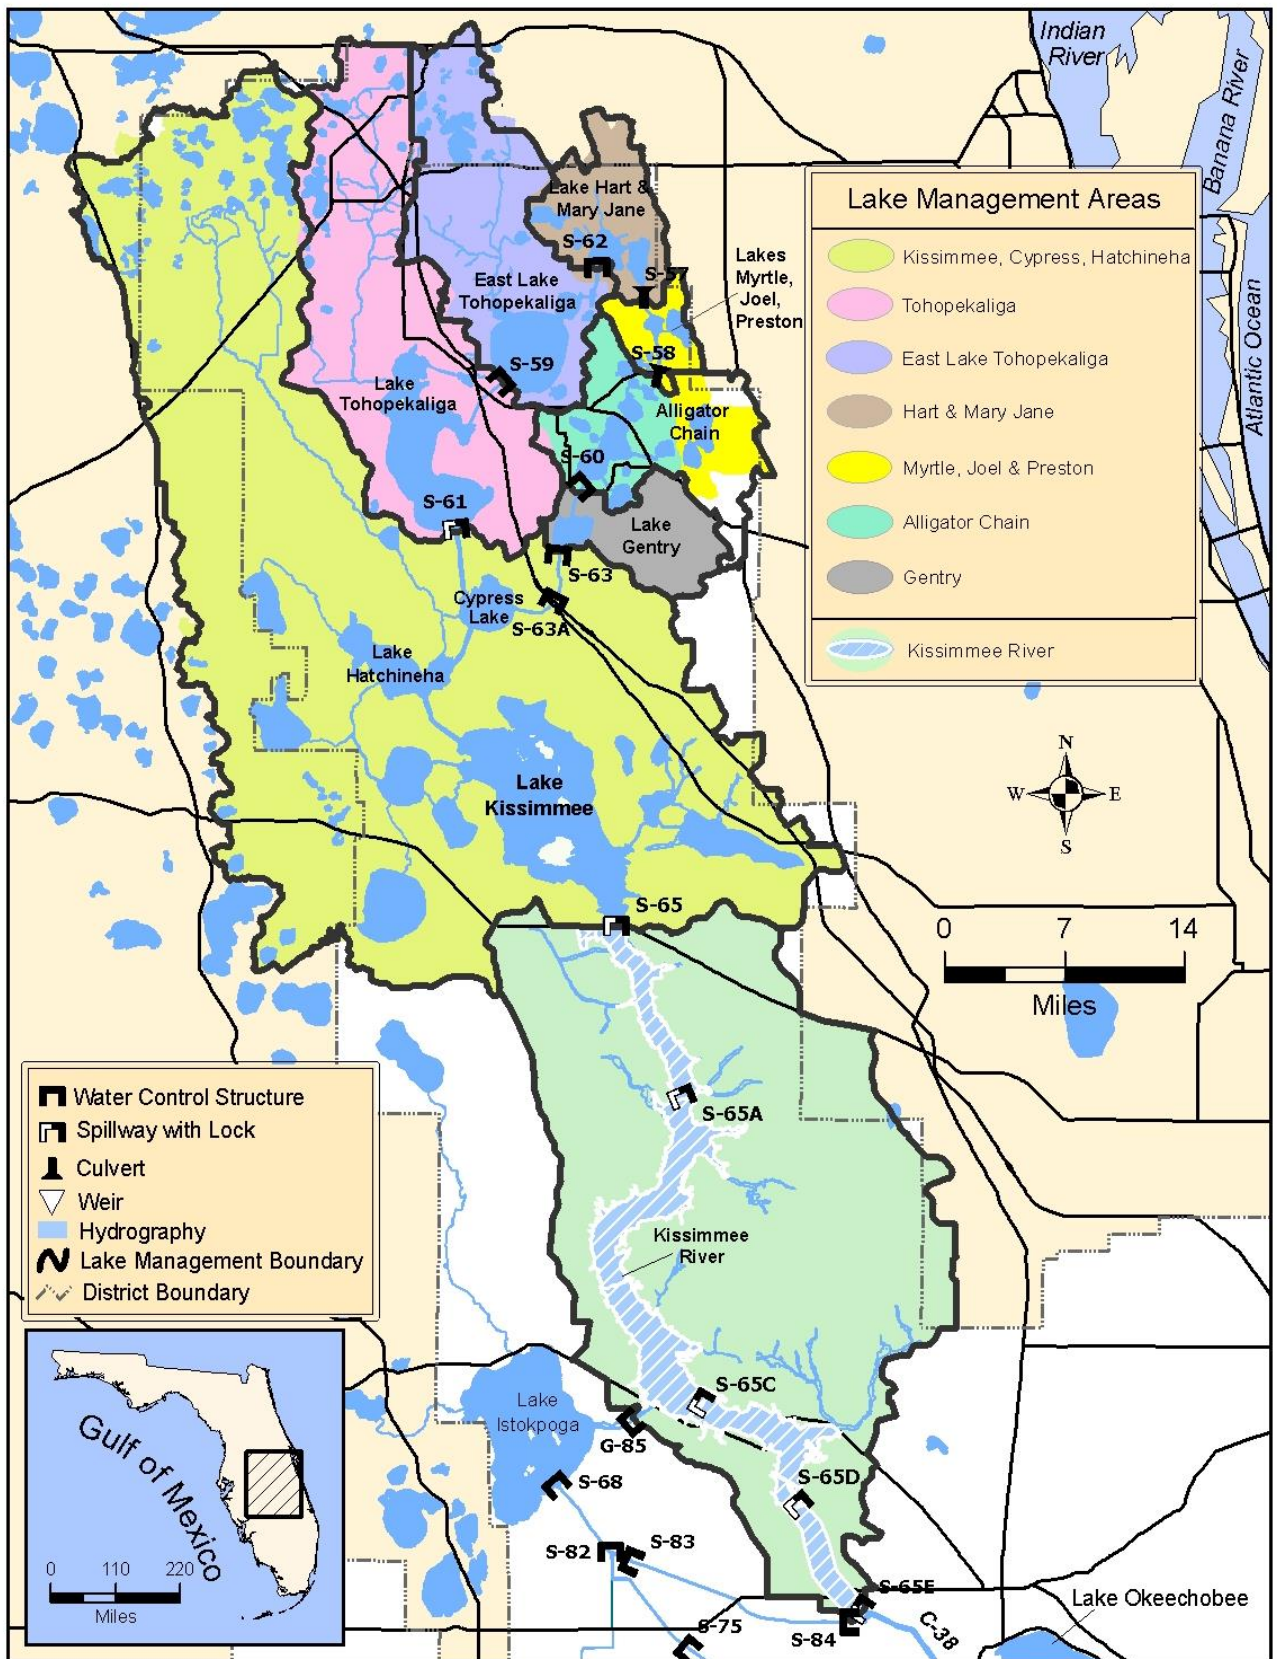 Indian
River
Banana River
Atlantic Ocean
Lake Management Areas
Kissimmee, Cypress, Hatchineha
Tohopekaliga
East Lake Tohopekaliga
Hart & Mary Jane
Myrtle, Joel & Preston
Alligator Chain
Gentry
Kissimmee River
Lake Hart &
Mary Jane
S-62
S-57
Lakes
Myrtle,
Joel,
Preston
East Lake
Tohopekaliga
S-59
S-58
Lake
Tohopekaliga
Alligator
Chain
S-60
S-61
Lake
Gentry
S-63
Cypress
Lake
S-63A
Lake
Hatchineha
Lake
Kissimmee
N
W
E
S
S-65
0 7 14
Miles
S-65A
Water Control Structure
Spillway with Lock
Culvert
Weir
Hydrography
Lake Management Boundary
District Boundary
Kissimmee
River
S-65C
Lake
Istokpoga
G-85
S-68
S-65D
S-82
S-83
S-65E
S-84
S-75
C-38
Lake Okeechobee
Gulf of Mexico
0 110 220
Miles